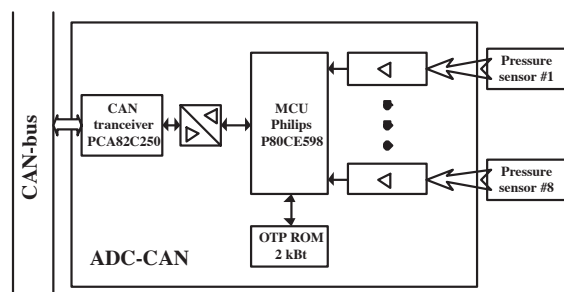 CAN-bus
CAN
tranceiver
PCA82C250
MCU
Philips
P80CE598
OTP ROM
2 kBt
ADC-CAN
Pressure
sensor #1
Pressure
sensor #8